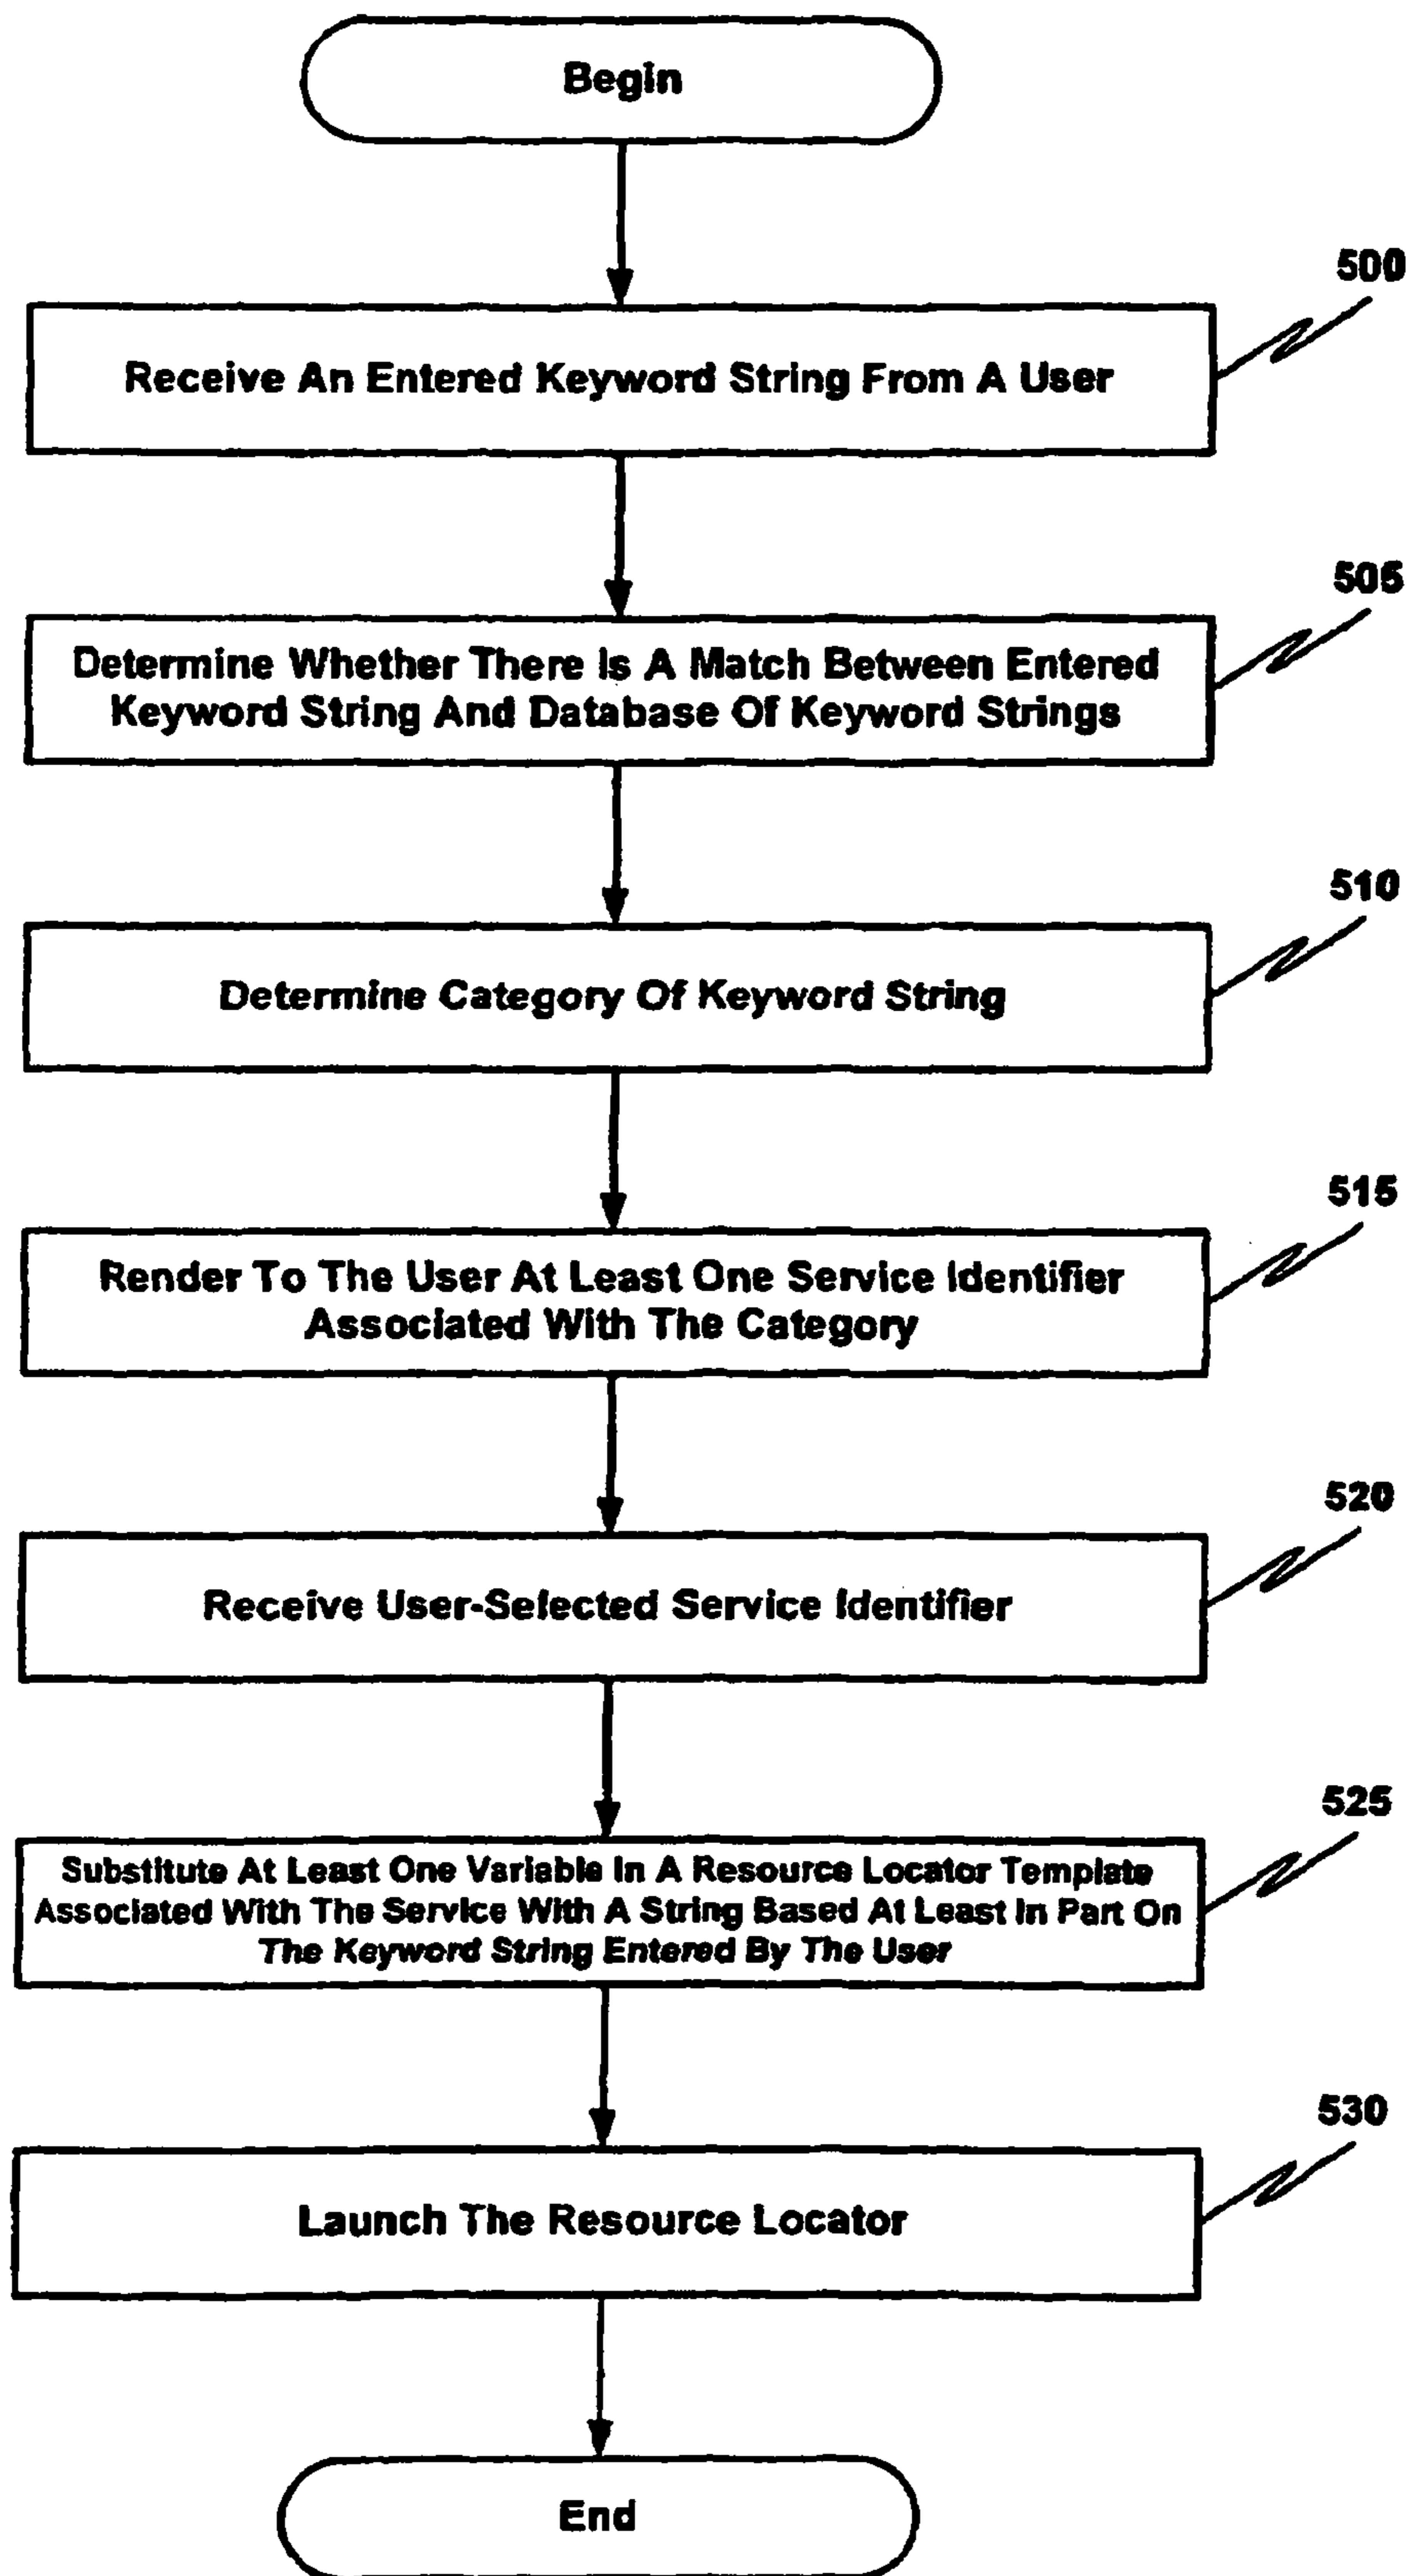 Begin
500
Receive An Entered Keyword String From A User
505
Determine Whether There Is A Match Between Entered
Keyword String And Database Of Keyword Strings
510
Determine Category Of Keyword String
515
Render To The User At Least One Service Identifier
Associated With The Category
520
Receive User-Selected Service Identifier
525
Substitute At Least One Variable In A Resource Locator Template
Associated With The Service With A String Based At Least In Part On
The Keyword String Entered By The User
530
Launch The Resource Locator
End